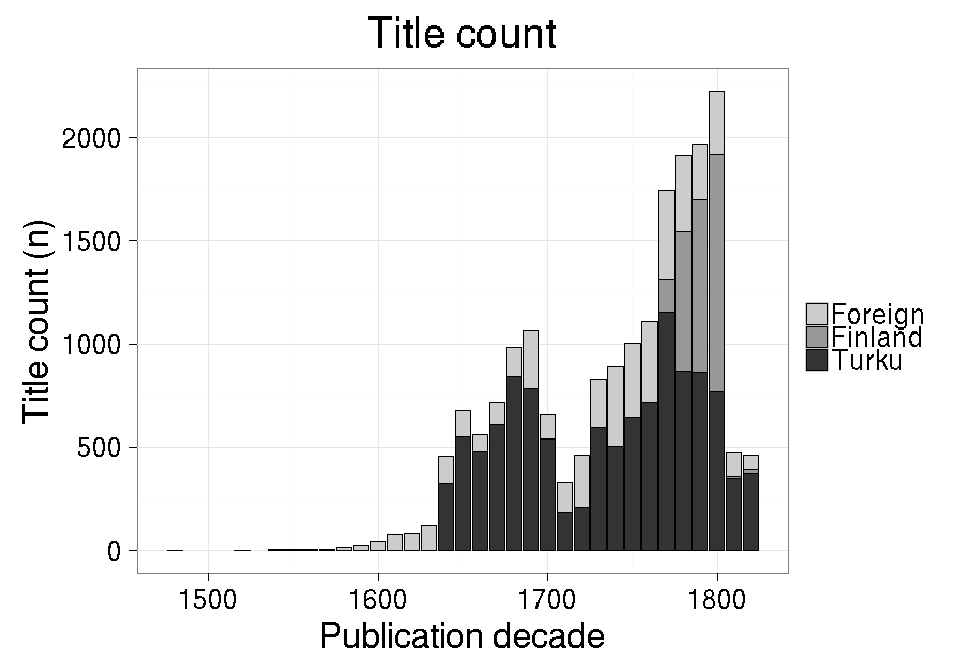 Title count
Title count (n)
2000
1500
1000
500
0
1500
1600
1700
1800
Publication decade
Foreign
Finland
Turku